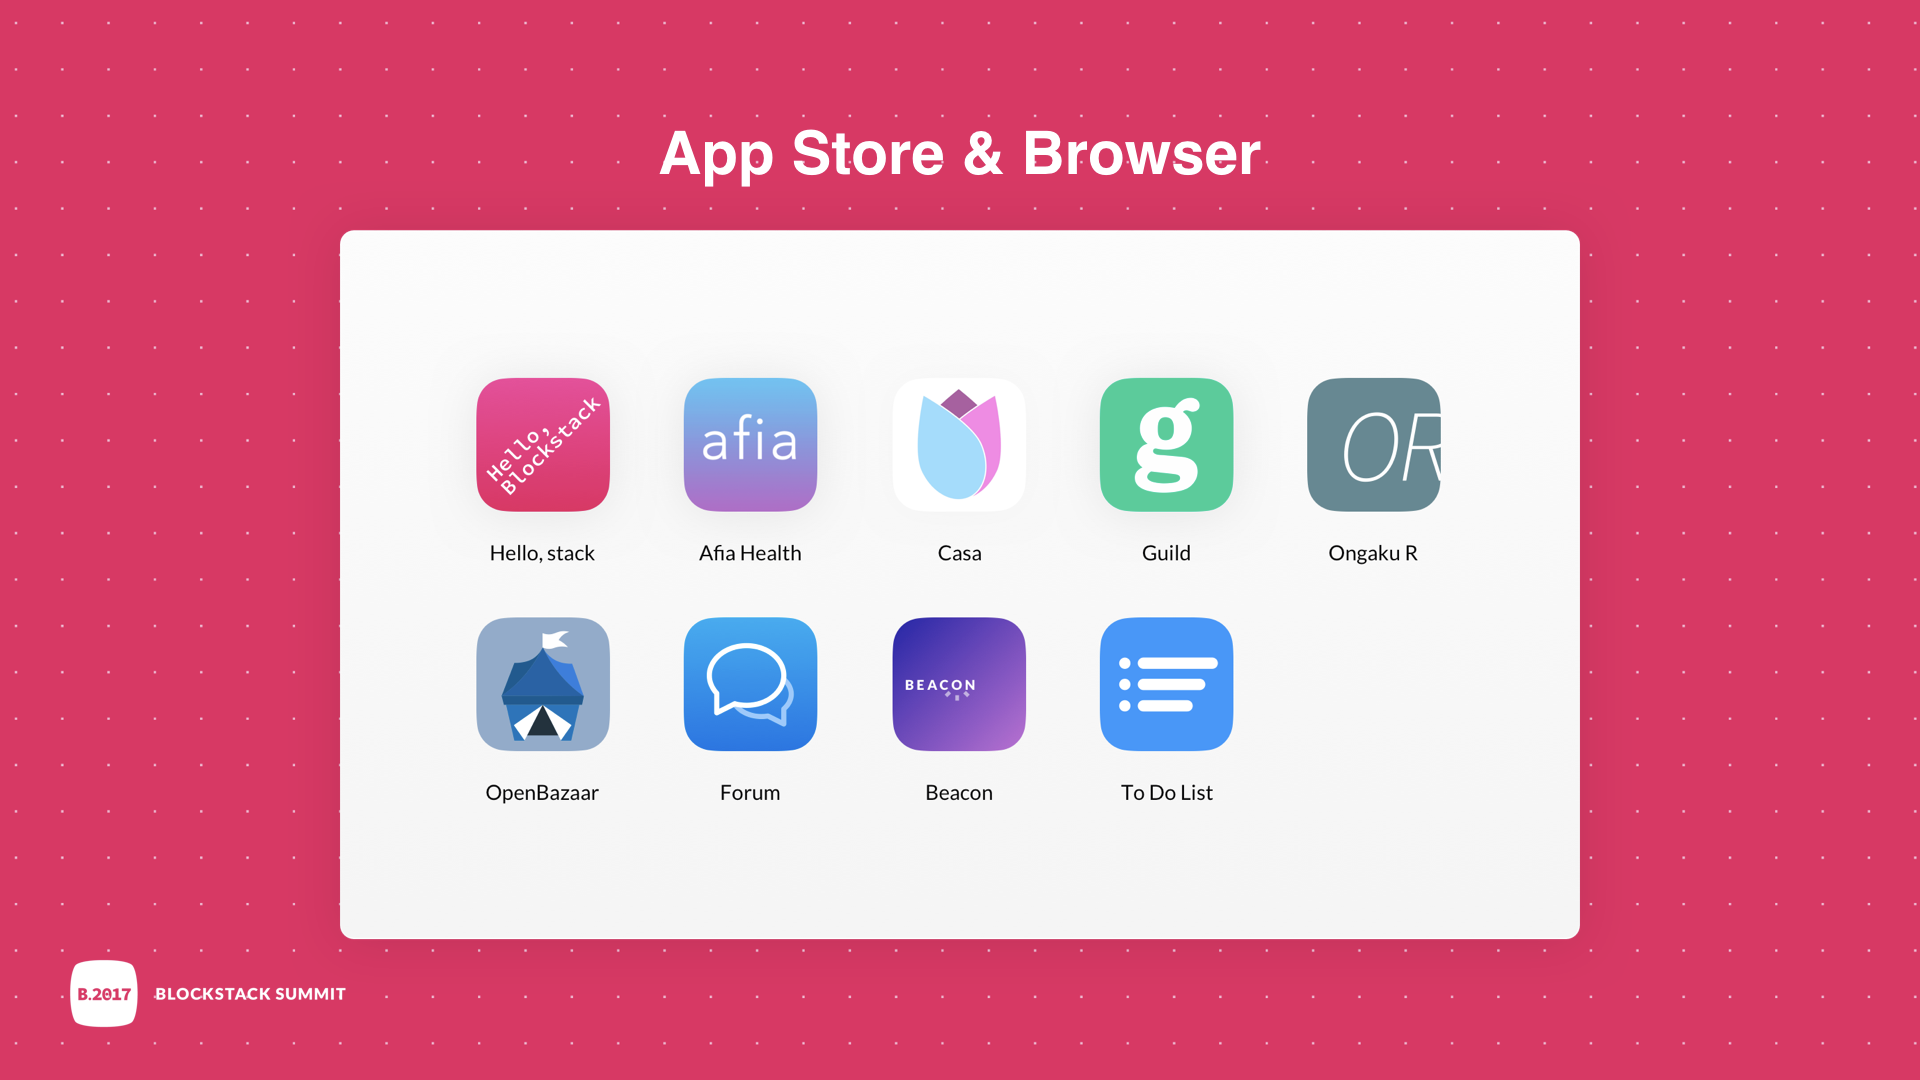 App Store & Browser
Hello,
Blockstack
afia
g
OR
Hello, stack
Afia Health
Casa
Guild
Ongaku R
BEACON
OpenBazaar
Forum
Beacon
To Do List
B.2017
BLOCKSTACK SUMMIT